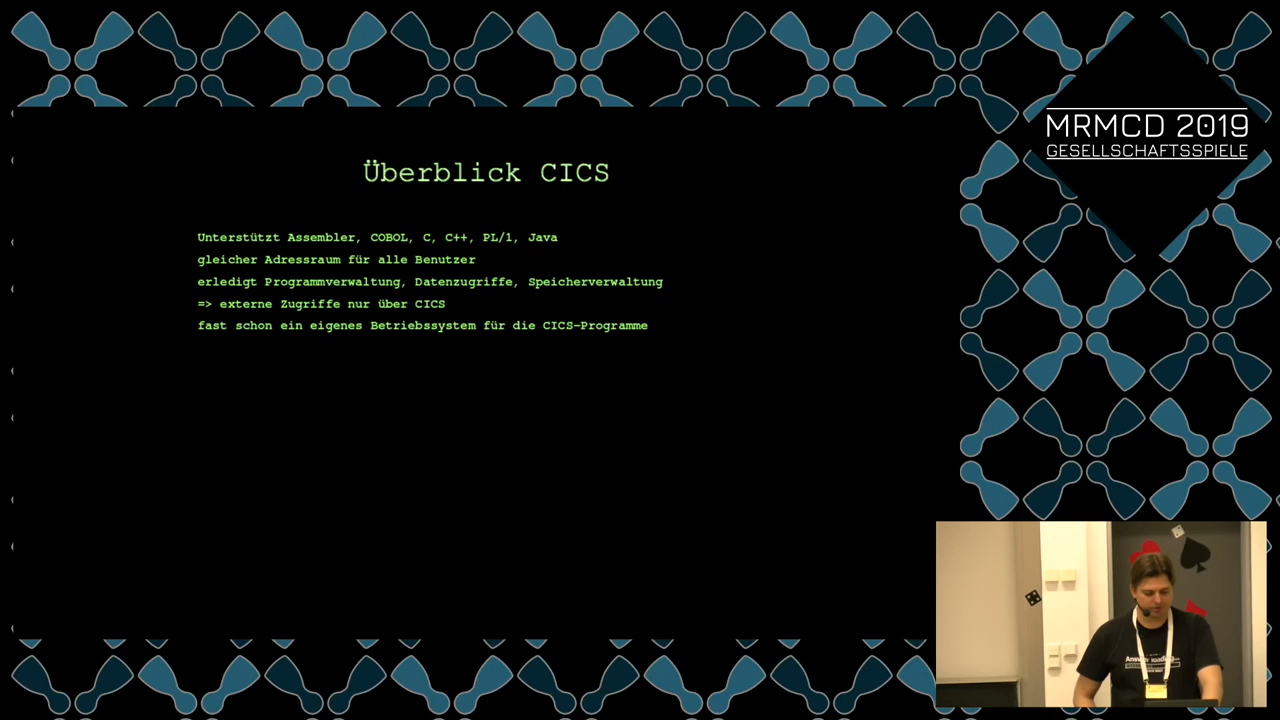 MRMCD 2019
GESELLSCHAFTSSPIELE
Überblick CICS
Unterstützt Assembler, COBOL, C, C++, PL/1, Java
gleicher Adressraum für alle Benutzer
erledigt Programmverwaltung, Datenzugriffe, Speicherverwaltung
=> externe Zugriffe nur über CICS
fast schon ein eigenes Betriebssystem für die CICS-Programme